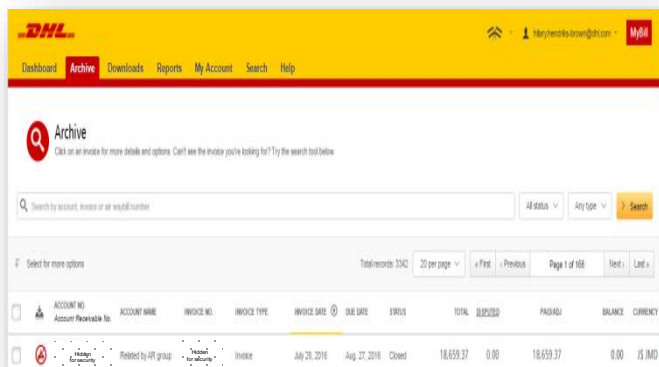 DHL
hilary.hendriks-brown@dhl.com
MyBill
Dashboard Archive Downloads Reports My Account Search Help
Archive
Click on an invoice for more details and options. Can't see the invoice you're looking for? Try the search tool below
Search by account, invoice or air waybill number
All status Any type Search
Select for more options Total records: 3342 20 per page « First ‹ Previous Page 1 of 168 Next › Last »
ACCOUNT NO. Account Receivable No. ACCOUNT NAME INVOICE NO. INVOICE TYPE INVOICE DATE DUE DATE STATUS TOTAL DISPUTED PAID/ADJ BALANCE CURRENCY
Hidden for security Related by AR group Hidden for security Invoice July 28, 2016 Aug. 27, 2016 Closed 18,659.37 0.00 18,659.37 0.00 J$ JMD